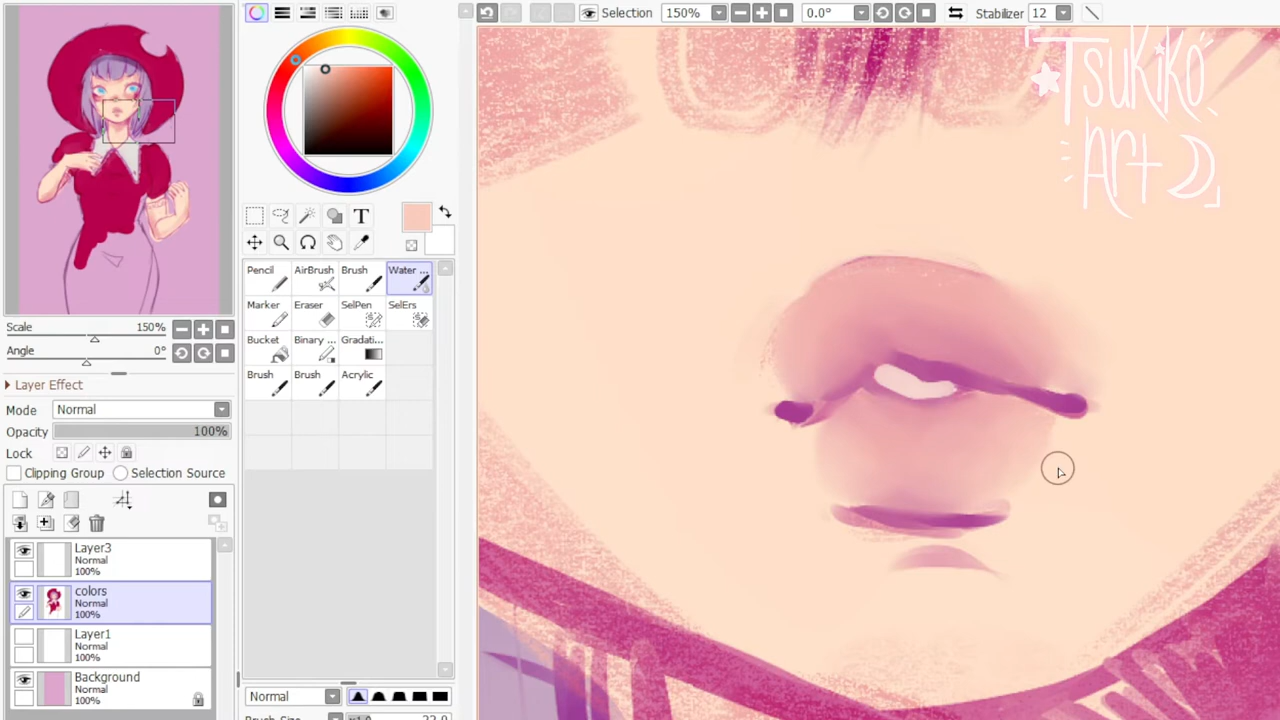 Selection 150% 0.0° Stabilizer 12
「Tsukiko
Art」
Scale 150%
Angle 0°
Layer Effect
Mode Normal
Opacity 100%
Lock
Clipping Group Selection Source
Layer3
Normal
100%
colors
Normal
100%
Layer1
Normal
100%
Background
Normal
100%
T
Pencil AirBrush Brush Water ...
Marker Eraser SelPen SelErs
Bucket Binary ... Gradati...
Brush Brush Acrylic
Normal